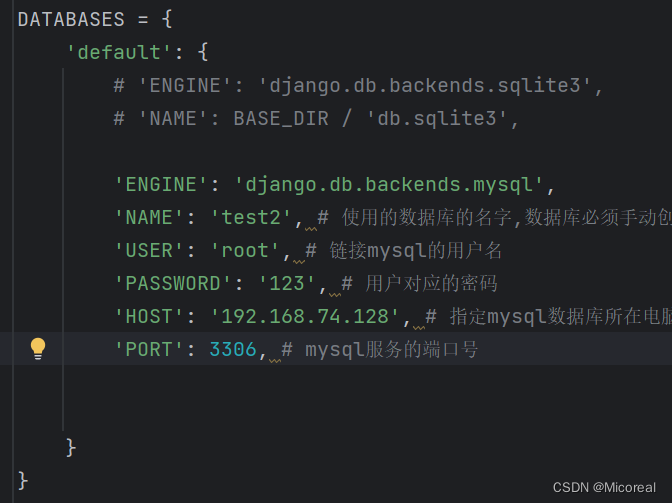 DATABASES = {
'default': {
# 'ENGINE': 'django.db.backends.sqlite3',
# 'NAME': BASE_DIR / 'db.sqlite3',
'ENGINE': 'django.db.backends.mysql',
'NAME': 'test2', # 使用的数据库的名字,数据库必须手动创
'USER': 'root', # 链接mysql的用户名
'PASSWORD': '123', # 用户对应的密码
'HOST': '192.168.74.128', # 指定mysql数据库所在电脑
'PORT': 3306, # mysql服务的端口号
}
}
CSDN @Micoreal